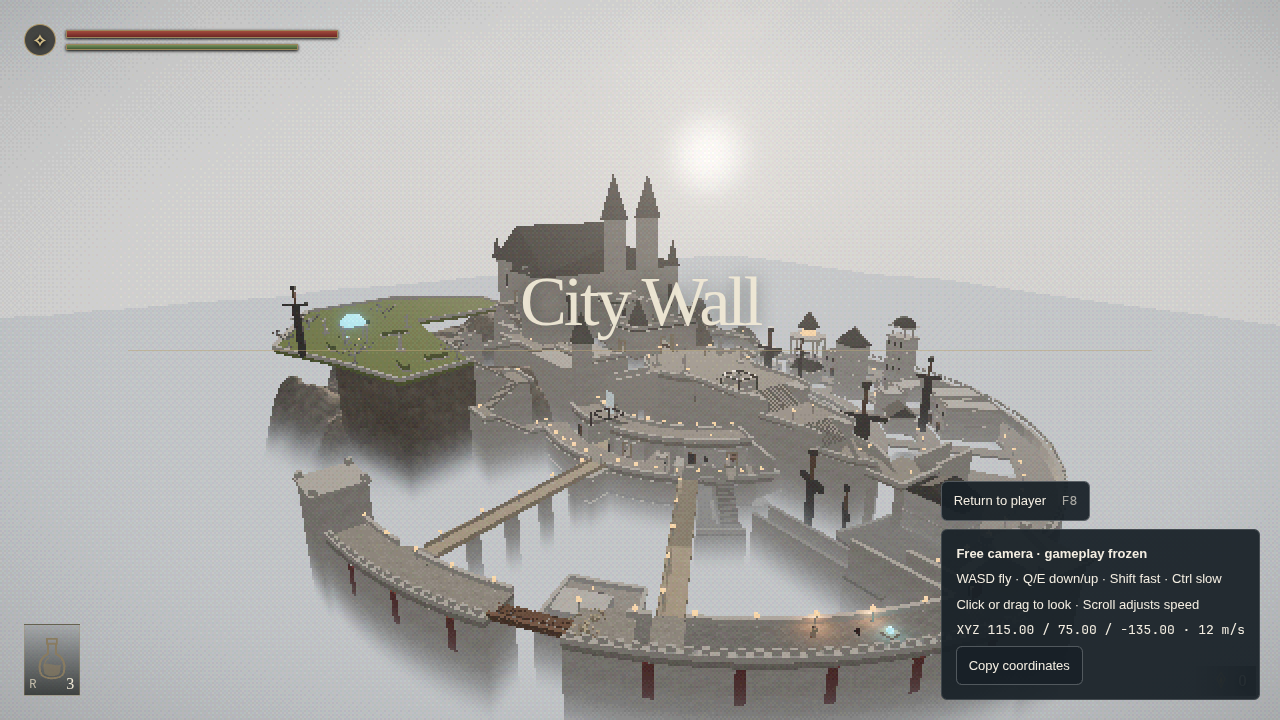 City Wall
Return to player F8
Free camera · gameplay frozen
WASD fly · Q/E down/up · Shift fast · Ctrl slow
Click or drag to look · Scroll adjusts speed
XYZ 115.00 / 75.00 / -135.00 · 12 m/s
Copy coordinates
R 3